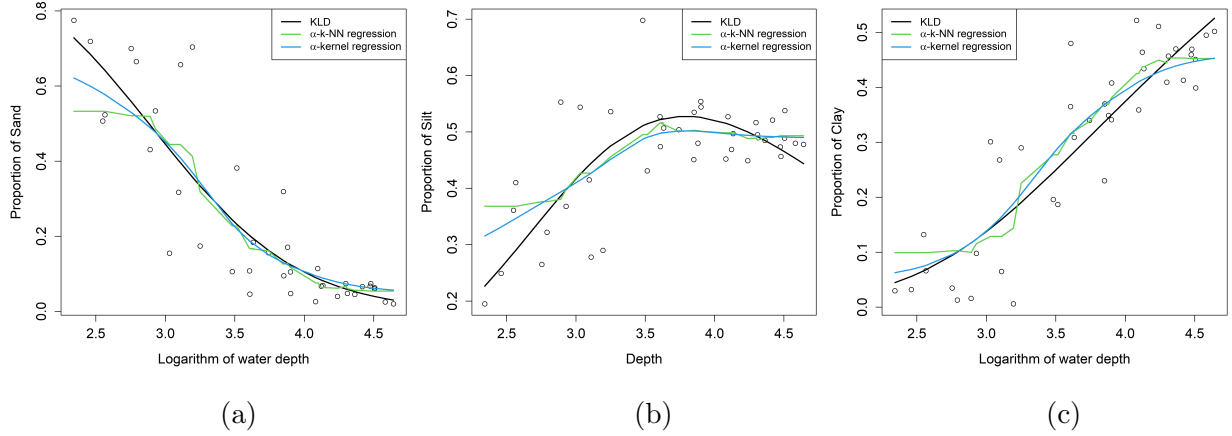 Proportion of Sand
0.0 0.2 0.4 0.6 0.8
KLD
α-k-NN regression
α-kernel regression
2.5 3.0 3.5 4.0 4.5
Logarithm of water depth
(a)
Proportion of Silt
0.2 0.3 0.4 0.5 0.6 0.7
KLD
α-k-NN regression
α-kernel regression
2.5 3.0 3.5 4.0 4.5
Depth
(b)
Proportion of Clay
0.0 0.1 0.2 0.3 0.4 0.5
KLD
α-k-NN regression
α-kernel regression
2.5 3.0 3.5 4.0 4.5
Logarithm of water depth
(c)